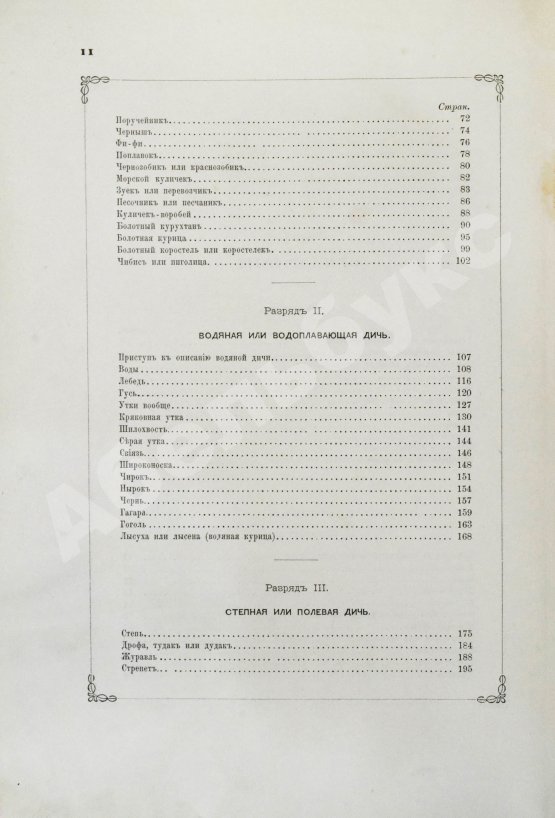 II
Стран.
Поручейникъ 72
Чернышъ 74
Фи-фи 76
Поплавокъ 78
Чернозобикъ или краснозобикъ 80
Морской куличекъ 82
Зуекъ или перевозчикъ 83
Песочникъ или песчаникъ 86
Куличекъ-воробей 88
Болотный курухтанъ 90
Болотная курица 95
Болотный коростель или коростелекъ 99
Чибисъ или пиголица 102
Разрядъ II.
ВОДЯНАЯ ИЛИ ВОДОПЛАВАЮЩАЯ ДИЧЬ.
Приступъ къ описанію водяной дичи 107
Воды 108
Лебедь 116
Гусь 120
Утки вообще 127
Кряковная утка 130
Шилохвость 141
Сѣрая утка 144
Свіязь 146
Широконоска 148
Чирокъ 151
Нырокъ 154
Чернь 157
Гагара 159
Гоголь 163
Лысуха или лысена (водяная курица) 168
Разрядъ III.
СТЕПНАЯ ИЛИ ПОЛЕВАЯ ДИЧЬ.
Степь 175
Дрофа, тудакъ или дудакъ 184
Журавль 188
Стрепетъ 195